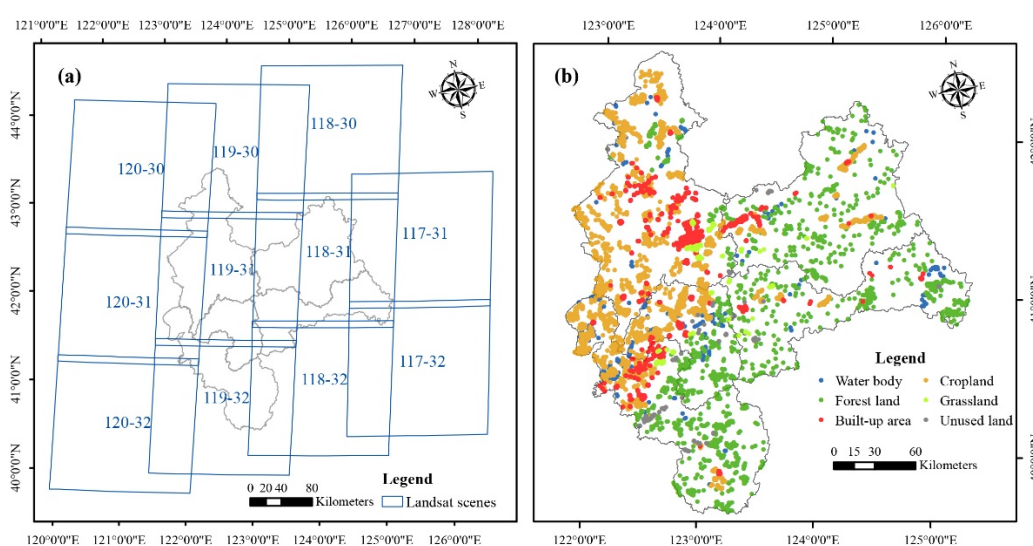 121°0'0"E 122°0'0"E 123°0'0"E 124°0'0"E 125°0'0"E 126°0'0"E 127°0'0"E 128°0'0"E
(a)
N
W E
S
44°0'0"N
43°0'0"N
42°0'0"N
41°0'0"N
40°0'0"N
118-30
119-30
120-30
117-31
118-31
119-31
120-31
117-32
118-32
119-32
120-32
Legend
0 20 40 80
Kilometers
Landsat scenes
120°0'0"E 121°0'0"E 122°0'0"E 123°0'0"E 124°0'0"E 125°0'0"E 126°0'0"E 127°0'0"E
123°0'0"E 124°0'0"E 125°0'0"E 126°0'0"E
(b)
N
W E
S
Legend
Water body Cropland
Forest land Grassland
Built-up area Unused land
0 15 30 60
Kilometers
122°0'0"E 123°0'0"E 124°0'0"E 125°0'0"E